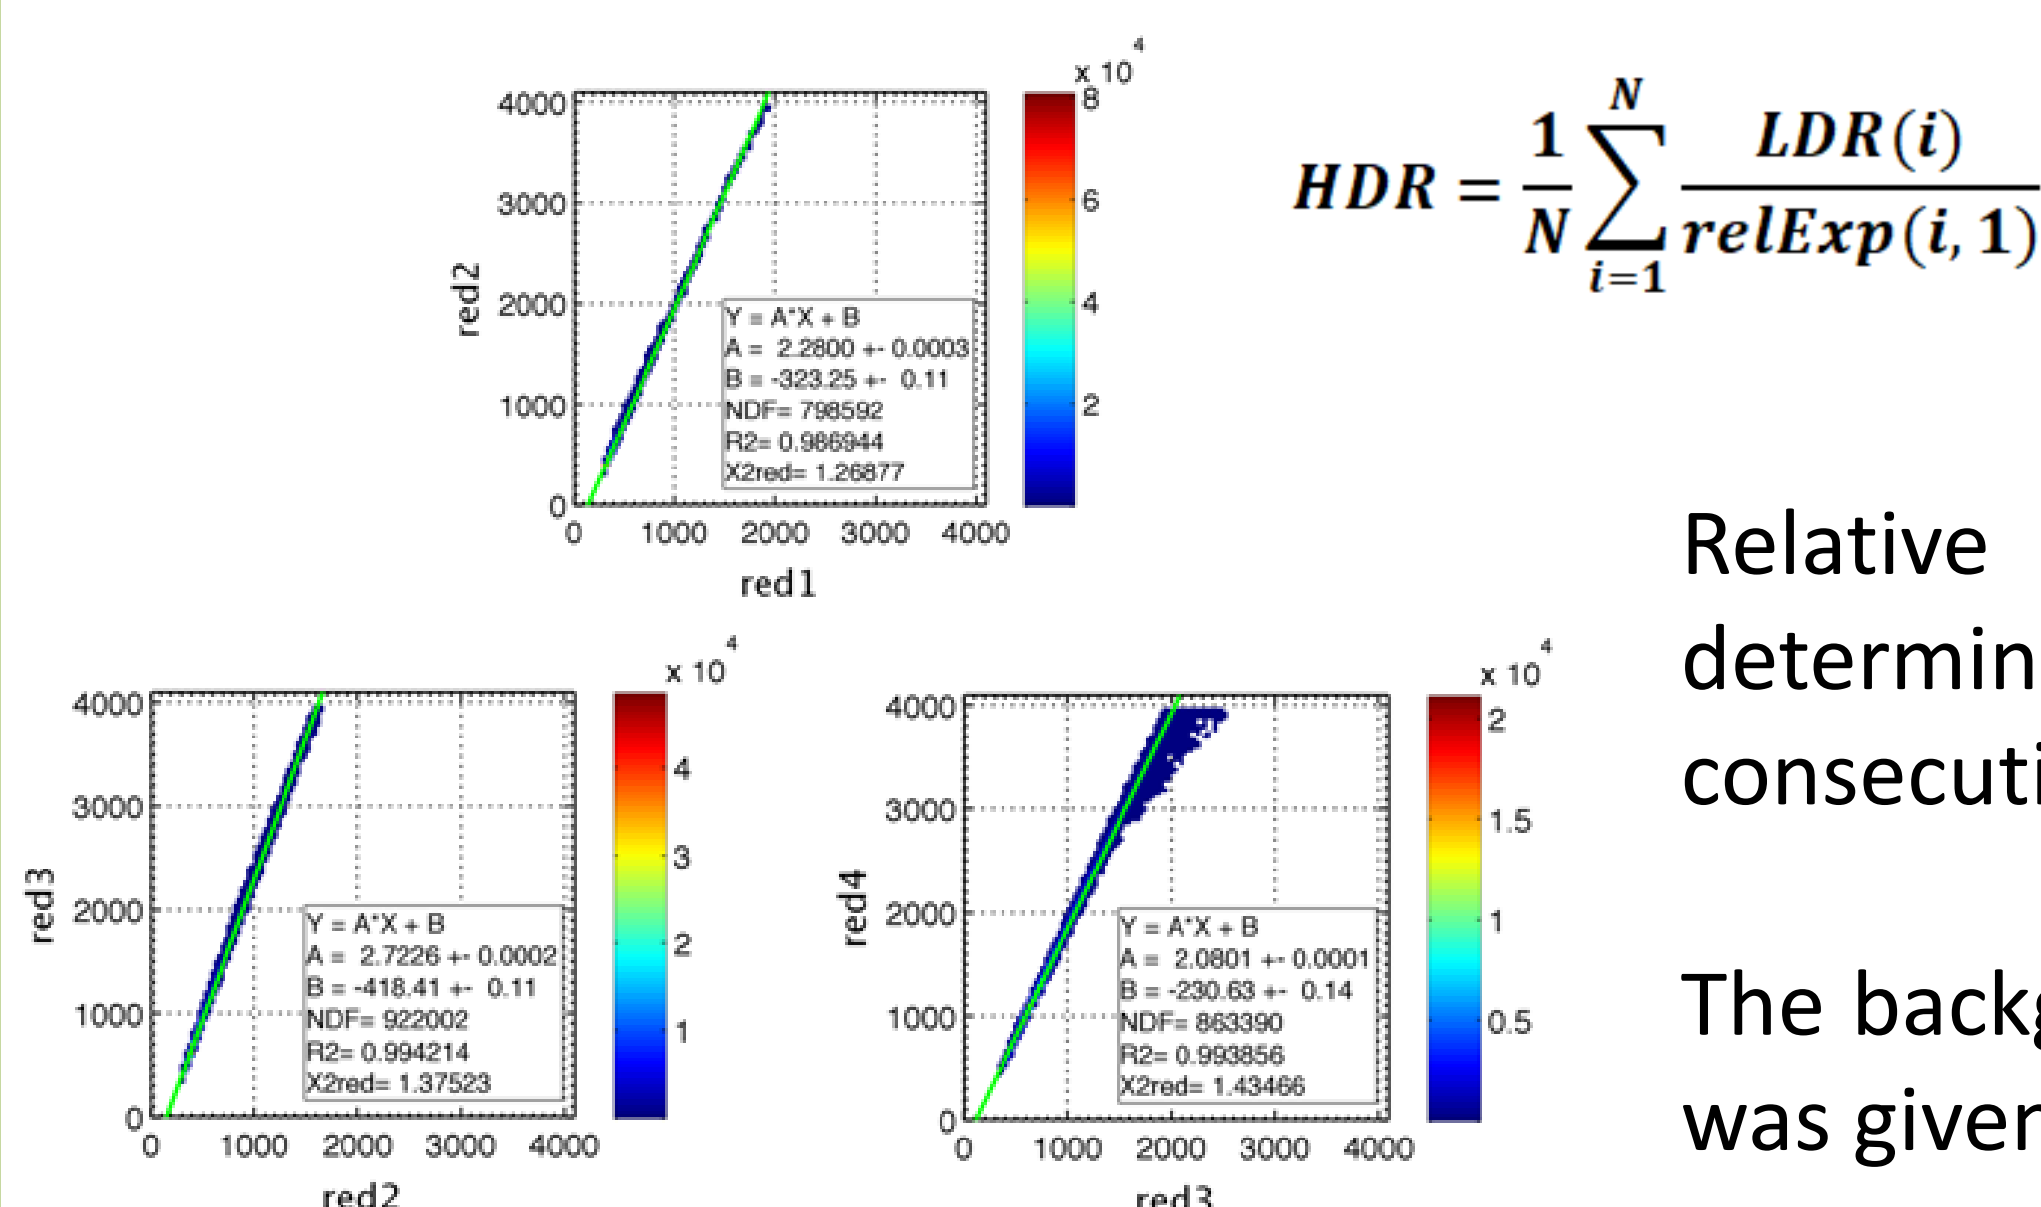 x 10 4
4000
3000
2000
1000
0
red2
Y = A*X + B
A = 2.2800 +- 0.0003
B = -323.25 +- 0.11
NDF= 798592
R2= 0.986944
X2red= 1.26877
0 1000 2000 3000 4000
red1
8
6
4
2
HDR = 1/N ∑ i=1 N LDR(i) / relExp(i, 1)
Relative
determin
consecuti
The backg
was given
x 10 4
4000
3000
2000
1000
0
red3
Y = A*X + B
A = 2.7226 +- 0.0002
B = -418.41 +- 0.11
NDF= 922002
R2= 0.994214
X2red= 1.37523
0 1000 2000 3000 4000
red2
4
3
2
1
x 10 4
4000
3000
2000
1000
0
red4
Y = A*X + B
A = 2.0801 +- 0.0001
B = -230.63 +- 0.14
NDF= 863390
R2= 0.993856
X2red= 1.43466
0 1000 2000 3000 4000
red3
2
1.5
1
0.5